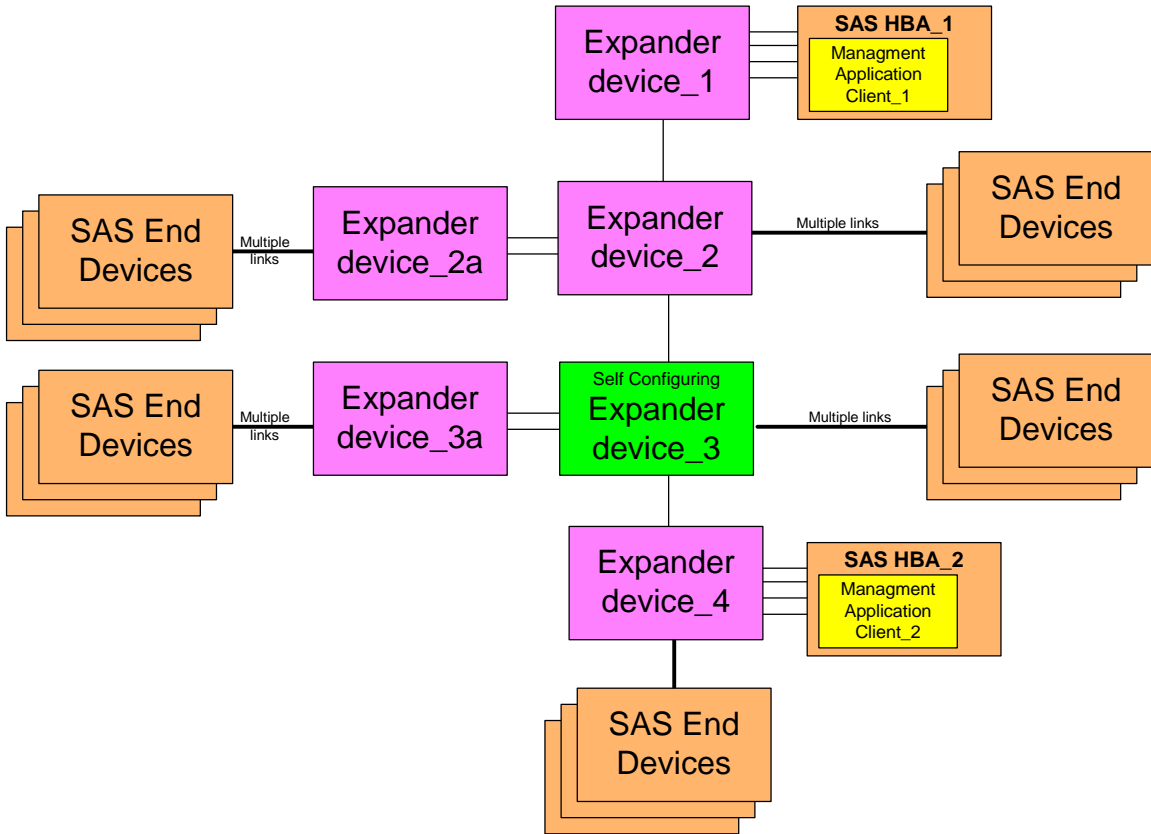 Expander
device_1
SAS HBA_1
Managment
Application
Client_1
SAS End
Devices
Multiple
links
Expander
device_2a
Expander
device_2
Multiple links
SAS End
Devices
SAS End
Devices
Multiple
links
Expander
device_3a
Self Configuring
Expander
device_3
Multiple links
SAS End
Devices
Expander
device_4
SAS HBA_2
Managment
Application
Client_2
SAS End
Devices